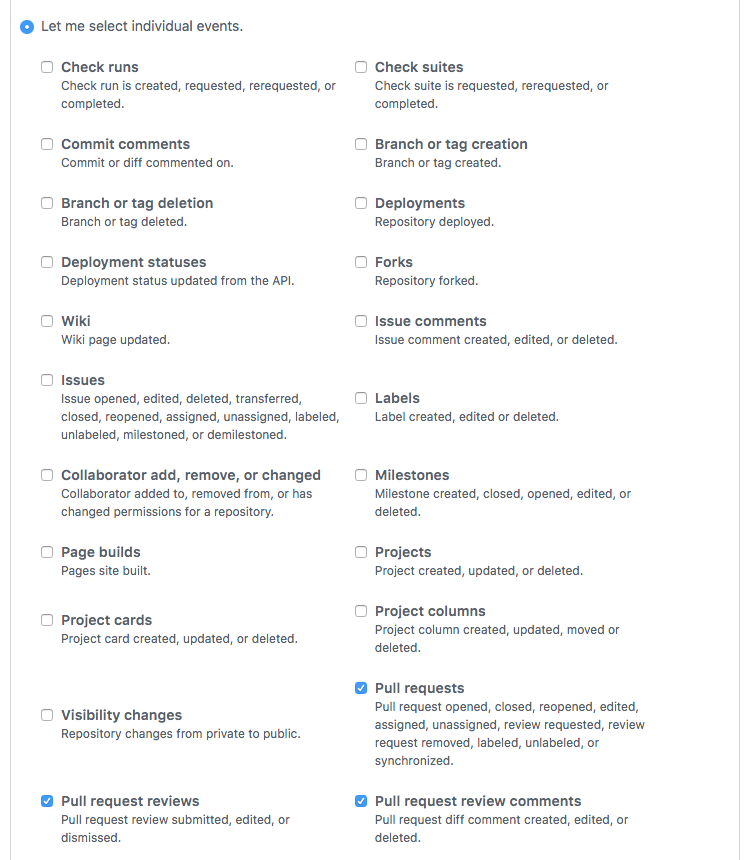 Let me select individual events.
Check runs
Check run is created, requested, rerequested, or
completed.
Check suites
Check suite is requested, rerequested, or
completed.
Commit comments
Commit or diff commented on.
Branch or tag creation
Branch or tag created.
Branch or tag deletion
Branch or tag deleted.
Deployments
Repository deployed.
Deployment statuses
Deployment status updated from the API.
Forks
Repository forked.
Wiki
Wiki page updated.
Issue comments
Issue comment created, edited, or deleted.
Issues
Issue opened, edited, deleted, transferred,
closed, reopened, assigned, unassigned, labeled,
unlabeled, milestoned, or demilestoned.
Labels
Label created, edited or deleted.
Collaborator add, remove, or changed
Collaborator added to, removed from, or has
changed permissions for a repository.
Milestones
Milestone created, closed, opened, edited, or
deleted.
Page builds
Pages site built.
Projects
Project created, updated, or deleted.
Project cards
Project card created, updated, or deleted.
Project columns
Project column created, updated, moved or
deleted.
Visibility changes
Repository changes from private to public.
Pull requests
Pull request opened, closed, reopened, edited,
assigned, unassigned, review requested, review
request removed, labeled, unlabeled, or
synchronized.
Pull request reviews
Pull request review submitted, edited, or
dismissed.
Pull request review comments
Pull request diff comment created, edited, or
deleted.